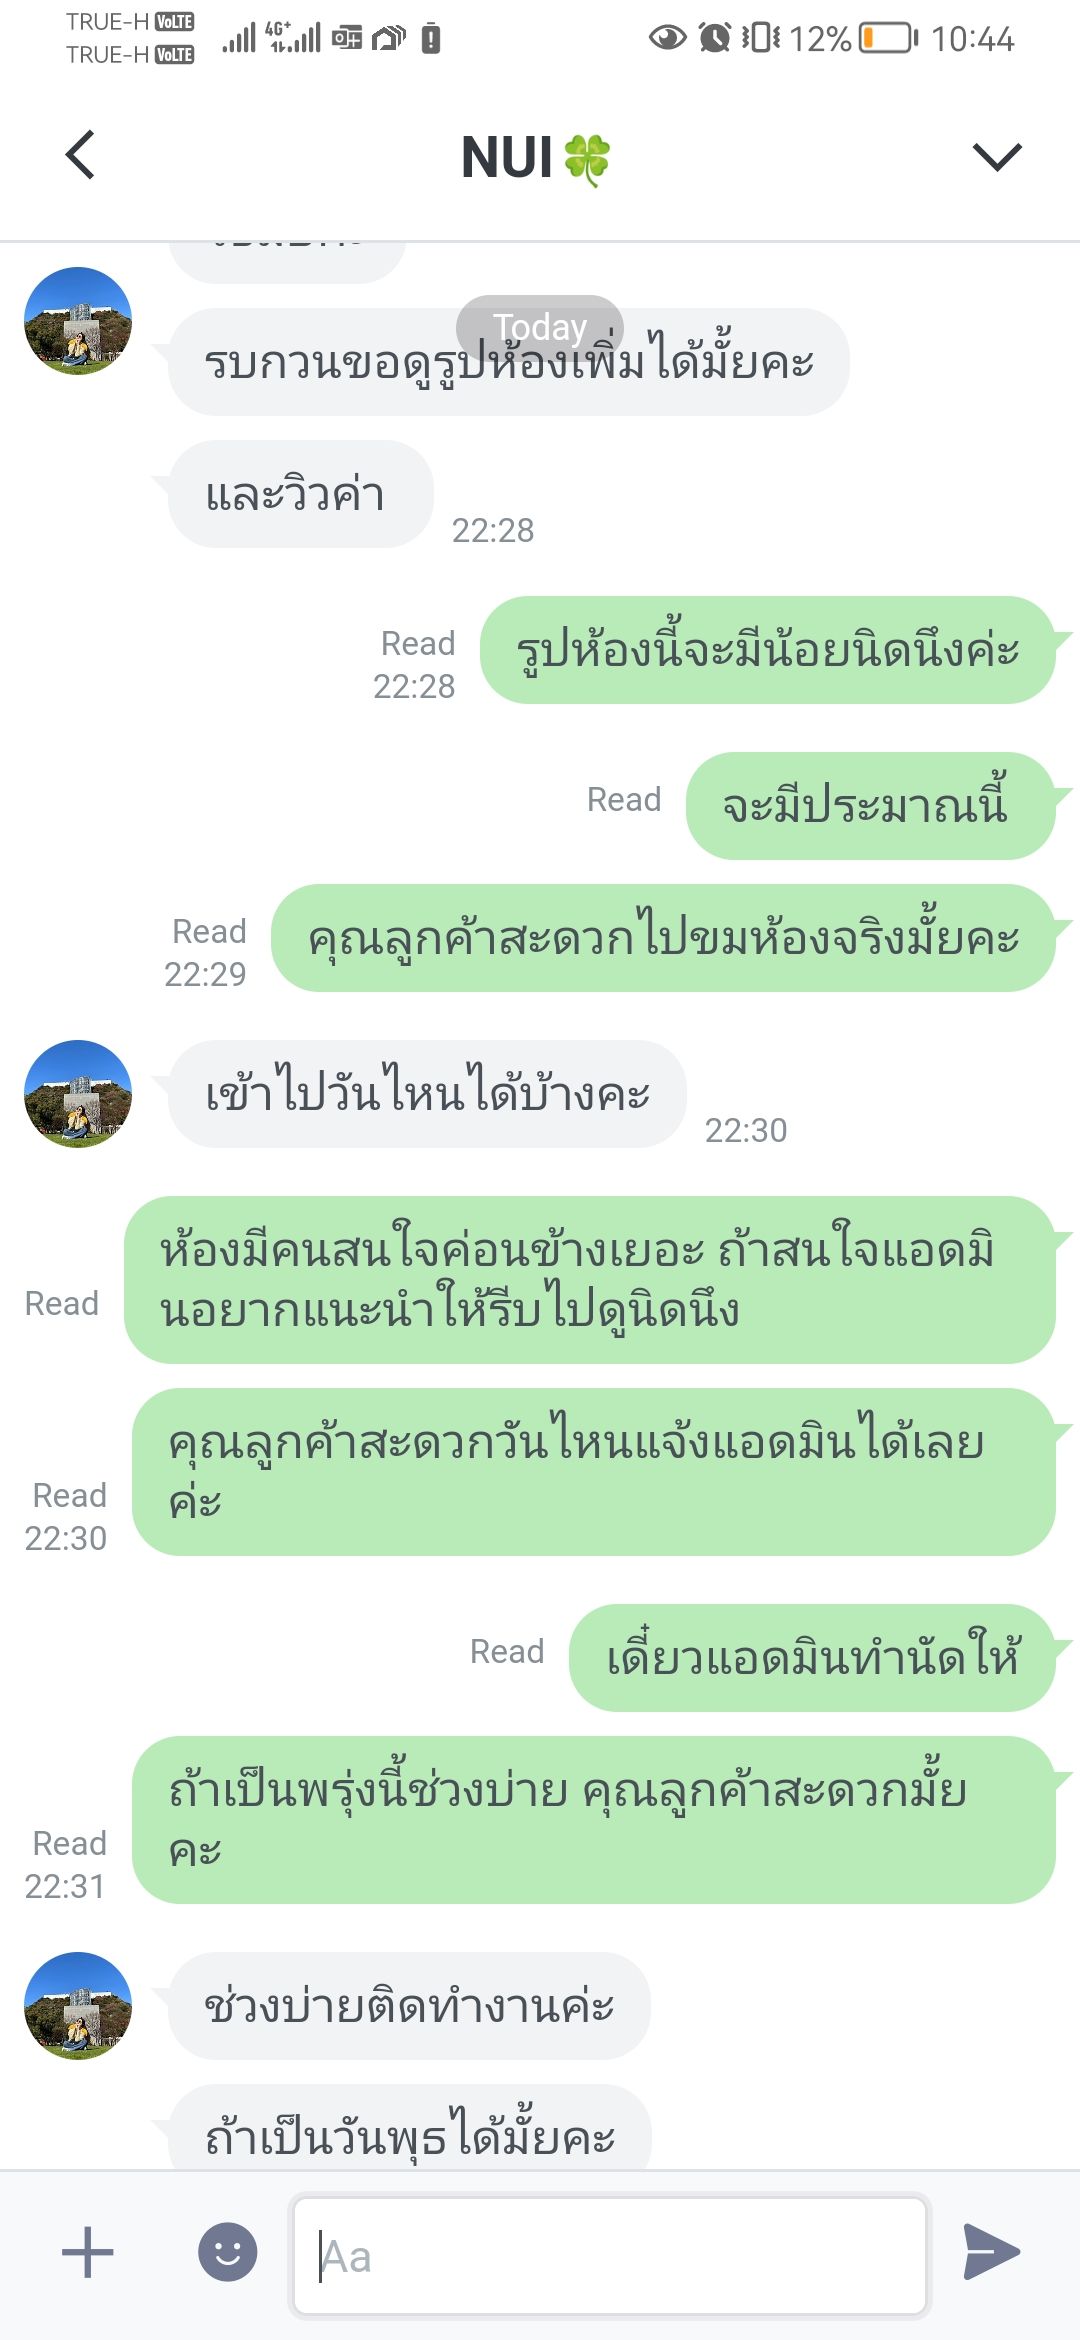 TRUE-H VoLTE
TRUE-H VoLTE
4G+
12%
10:44
NUI
Today
รบกวนขอดูรูปห้องเพิ่มได้มั้ยคะ
และวิวค่า
22:28
รูปห้องนี้จะมีน้อยนิดนึงค่ะ
Read
22:28
จะมีประมาณนี้
Read
คุณลูกค้าสะดวกไปขมห้องจริงมั้ยคะ
Read
22:29
เข้าไปวันไหนได้บ้างคะ
22:30
ห้องมีคนสนใจค่อนข้างเยอะ ถ้าสนใจแอดมิ
นอยากแนะนำให้รีบไปดูนิดนึง
Read
คุณลูกค้าสะดวกวันไหนแจ้งแอดมินได้เลย
ค่ะ
Read
22:30
เดี๋ยวแอดมินทำนัดให้
Read
ถ้าเป็นพรุ่งนี้ช่วงบ่าย คุณลูกค้าสะดวกมั้ย
คะ
Read
22:31
ช่วงบ่ายติดทำงานค่ะ
ถ้าเป็นวันพุธได้มั้ยคะ
Aa